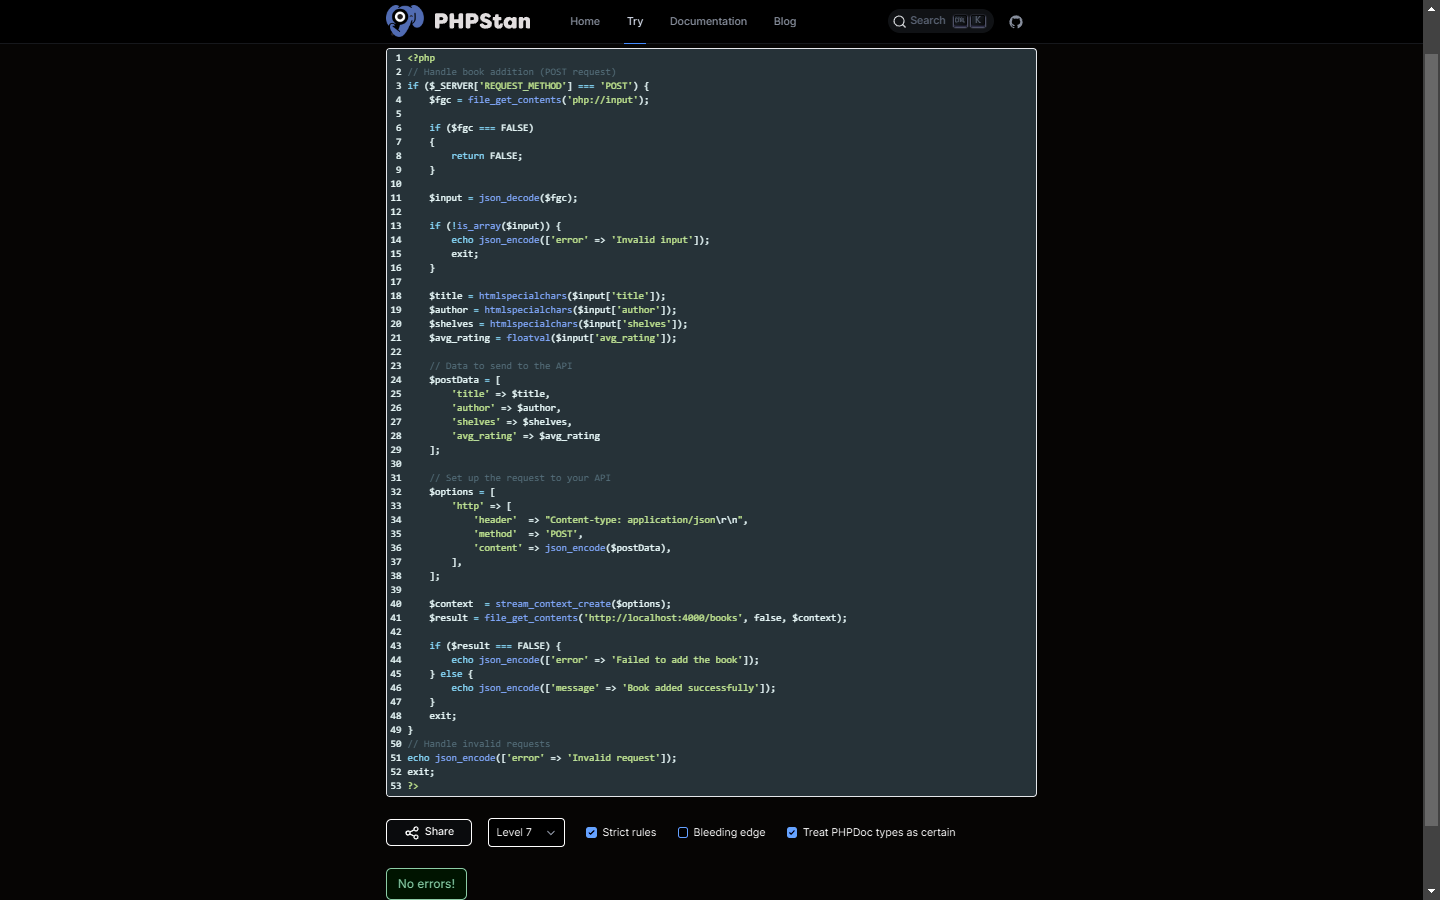 PHPStan
Home Try Documentation Blog Search CTRL K
1 <?php
2 // Handle book addition (POST request)
3 if ($_SERVER['REQUEST_METHOD'] === 'POST') {
4     $fgc = file_get_contents('php://input');
5
6     if ($fgc === FALSE)
7     {
8         return FALSE;
9     }
10
11     $input = json_decode($fgc);
12
13     if (!is_array($input)) {
14         echo json_encode(['error' => 'Invalid input']);
15         exit;
16     }
17
18     $title = htmlspecialchars($input['title']);
19     $author = htmlspecialchars($input['author']);
20     $shelves = htmlspecialchars($input['shelves']);
21     $avg_rating = floatval($input['avg_rating']);
22
23     // Data to send to the API
24     $postData = [
25         'title' => $title,
26         'author' => $author,
27         'shelves' => $shelves,
28         'avg_rating' => $avg_rating
29     ];
30
31     // Set up the request to your API
32     $options = [
33         'http' => [
34             'header'  => "Content-type: application/json\r\n",
35             'method'  => 'POST',
36             'content' => json_encode($postData),
37         ],
38     ];
39
40     $context  = stream_context_create($options);
41     $result = file_get_contents('http://localhost:4000/books', false, $context);
42
43     if ($result === FALSE) {
44         echo json_encode(['error' => 'Failed to add the book']);
45     } else {
46         echo json_encode(['message' => 'Book added successfully']);
47     }
48     exit;
49 }
50 // Handle invalid requests
51 echo json_encode(['error' => 'Invalid request']);
52 exit;
53 ?>
Share Level 7 Strict rules Bleeding edge Treat PHPDoc types as certain
No errors!